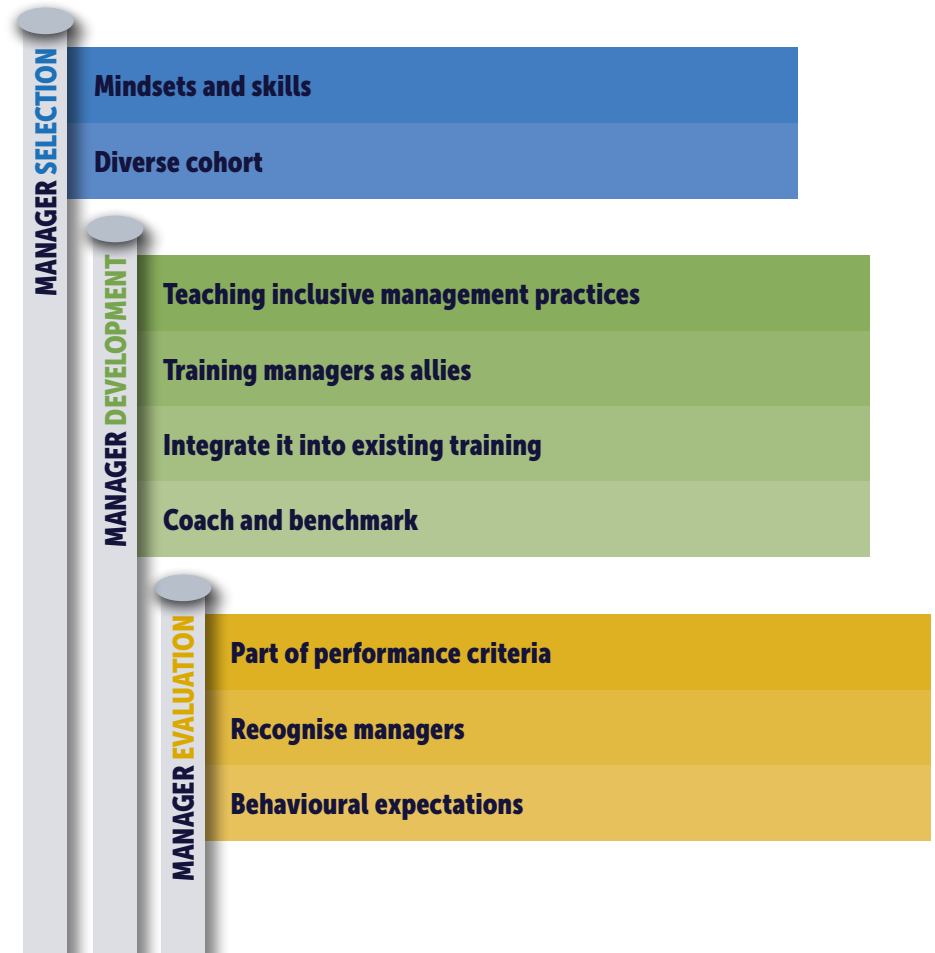 MANAGER SELECTION
Mindsets and skills
Diverse cohort
MANAGER DEVELOPMENT
Teaching inclusive management practices
Training managers as allies
Integrate it into existing training
Coach and benchmark
MANAGER EVALUATION
Part of performance criteria
Recognise managers
Behavioural expectations